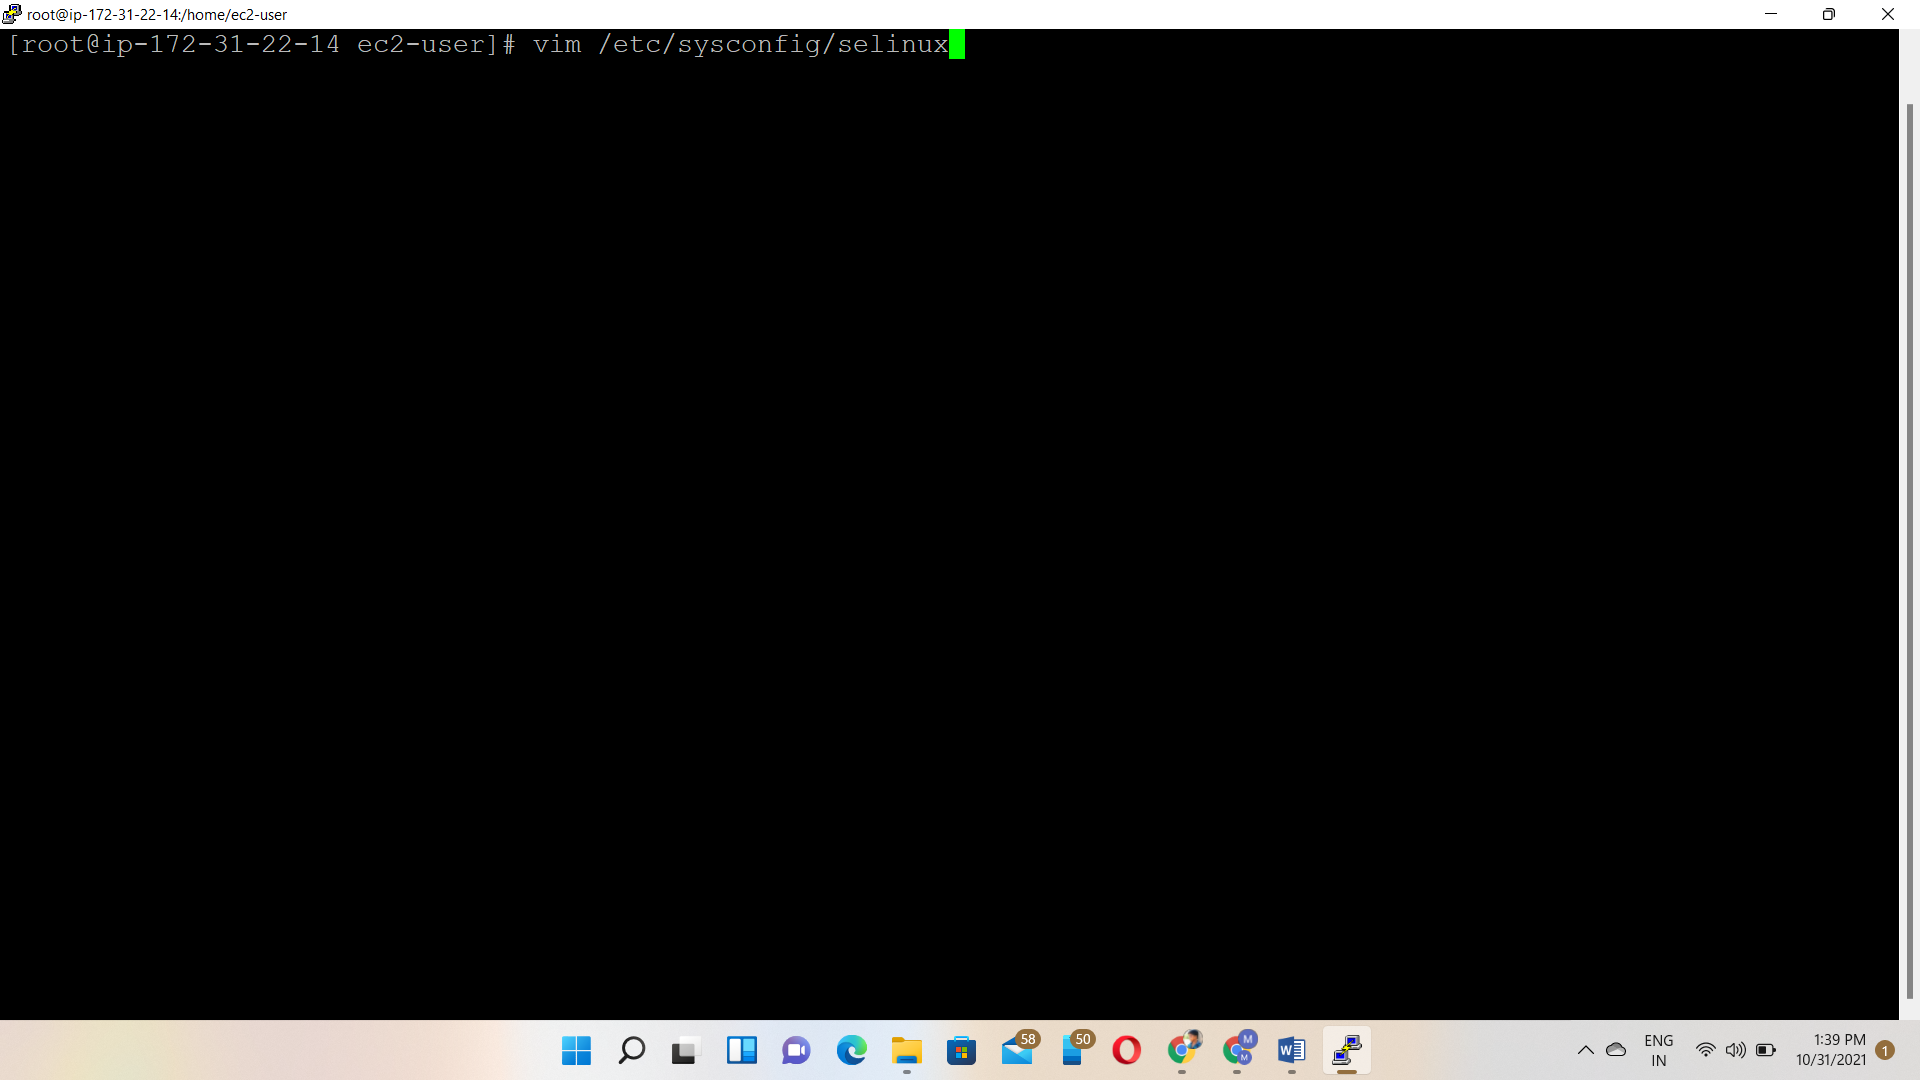 root@ip-172-31-22-14:/home/ec2-user
[root@ip-172-31-22-14 ec2-user]# vim /etc/sysconfig/selinux
58
50
M
M
W
ENG
IN
1:39 PM
10/31/2021
1